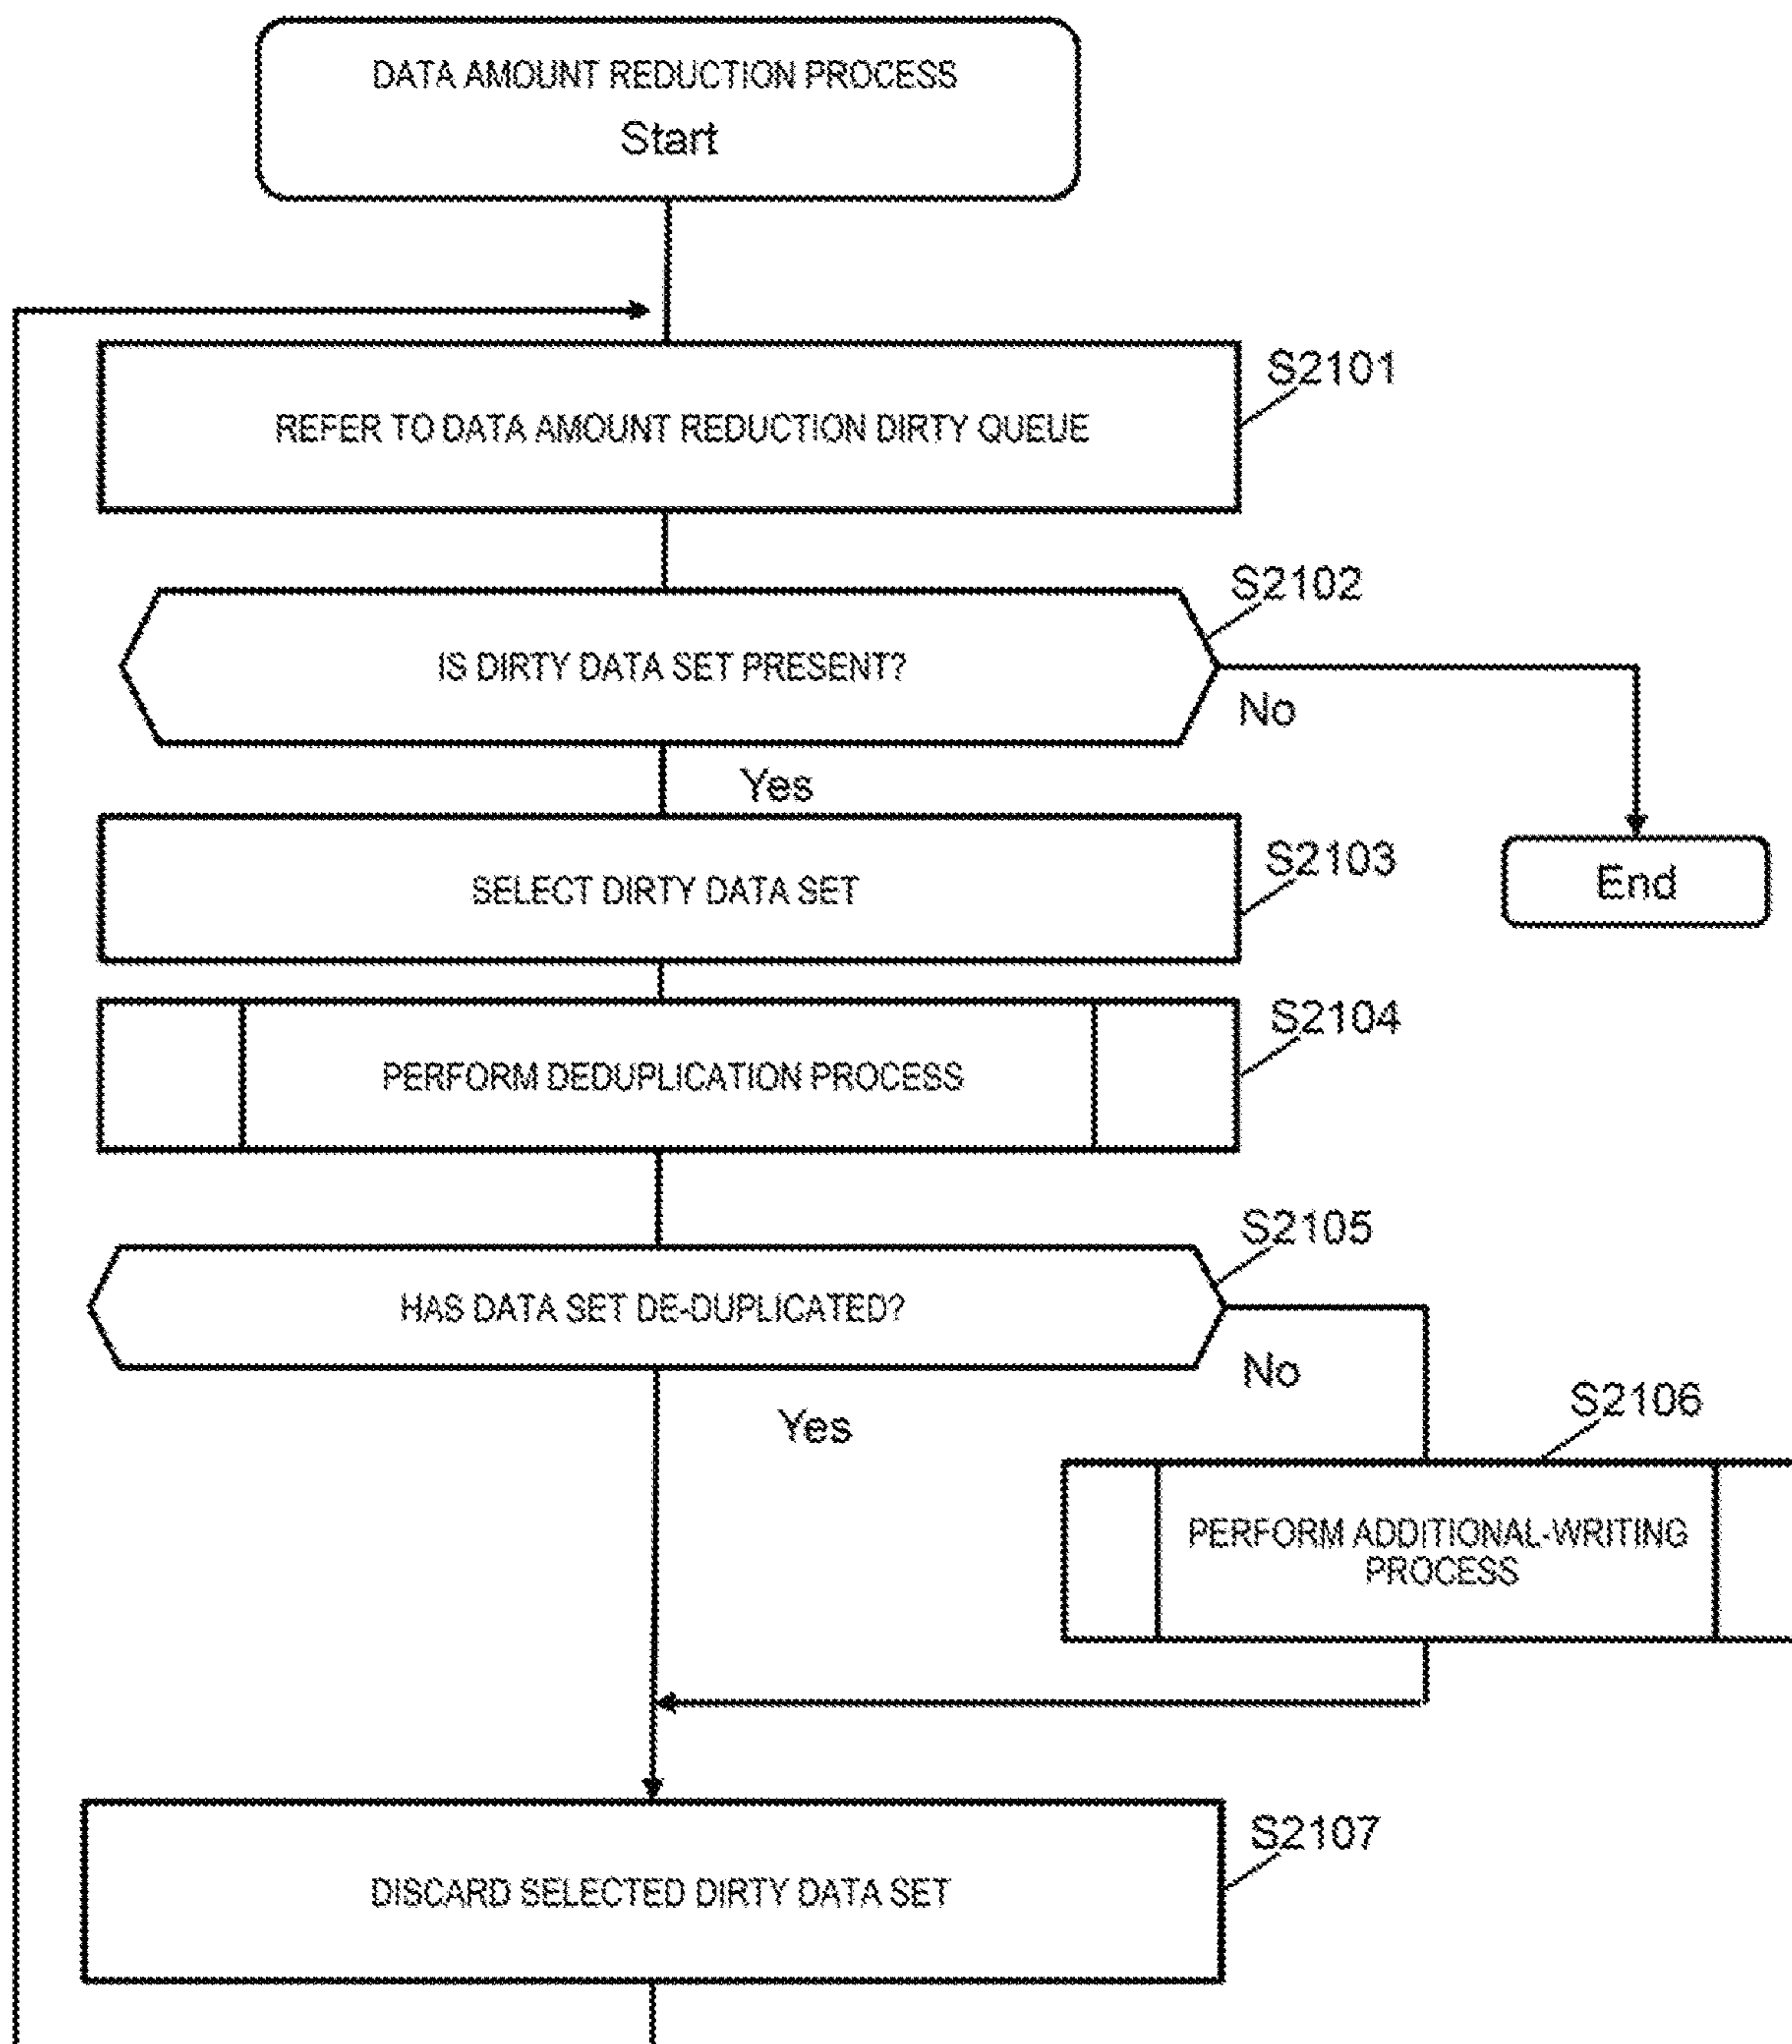 DATA AMOUNT REDUCTION PROCESS
Start
S2101
REFER TO DATA AMOUNT REDUCTION DIRTY QUEUE
S2102
IS DIRTY DATA SET PRESENT?
No
Yes
S2103
SELECT DIRTY DATA SET
End
S2104
PERFORM DEDUPLICATION PROCESS
S2105
HAS DATA SET DE-DUPLICATED?
No
Yes
S2106
PERFORM ADDITIONAL-WRITING
PROCESS
S2107
DISCARD SELECTED DIRTY DATA SET